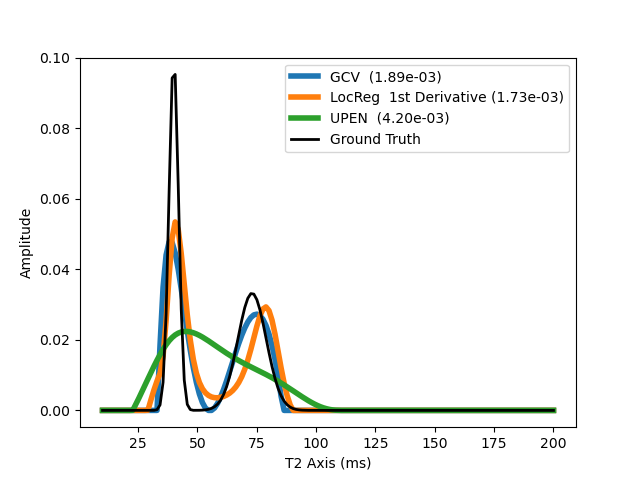 0.10
0.08
0.06
0.04
0.02
0.00
Amplitude
GCV  (1.89e-03)
LocReg  1st Derivative (1.73e-03)
UPEN  (4.20e-03)
Ground Truth
25 50 75 100 125 150 175 200
T2 Axis (ms)